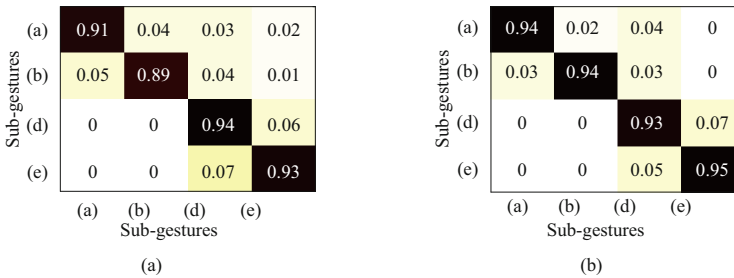 Sub-gestures
(a) 0.91 0.04 0.03 0.02
(b) 0.05 0.89 0.04 0.01
(d) 0 0 0.94 0.06
(e) 0 0 0.07 0.93
(a) (b) (d) (e)
Sub-gestures
(a)
Sub-gestures
(a) 0.94 0.02 0.04 0
(b) 0.03 0.94 0.03 0
(d) 0 0 0.93 0.07
(e) 0 0 0.05 0.95
(a) (b) (d) (e)
Sub-gestures
(b)